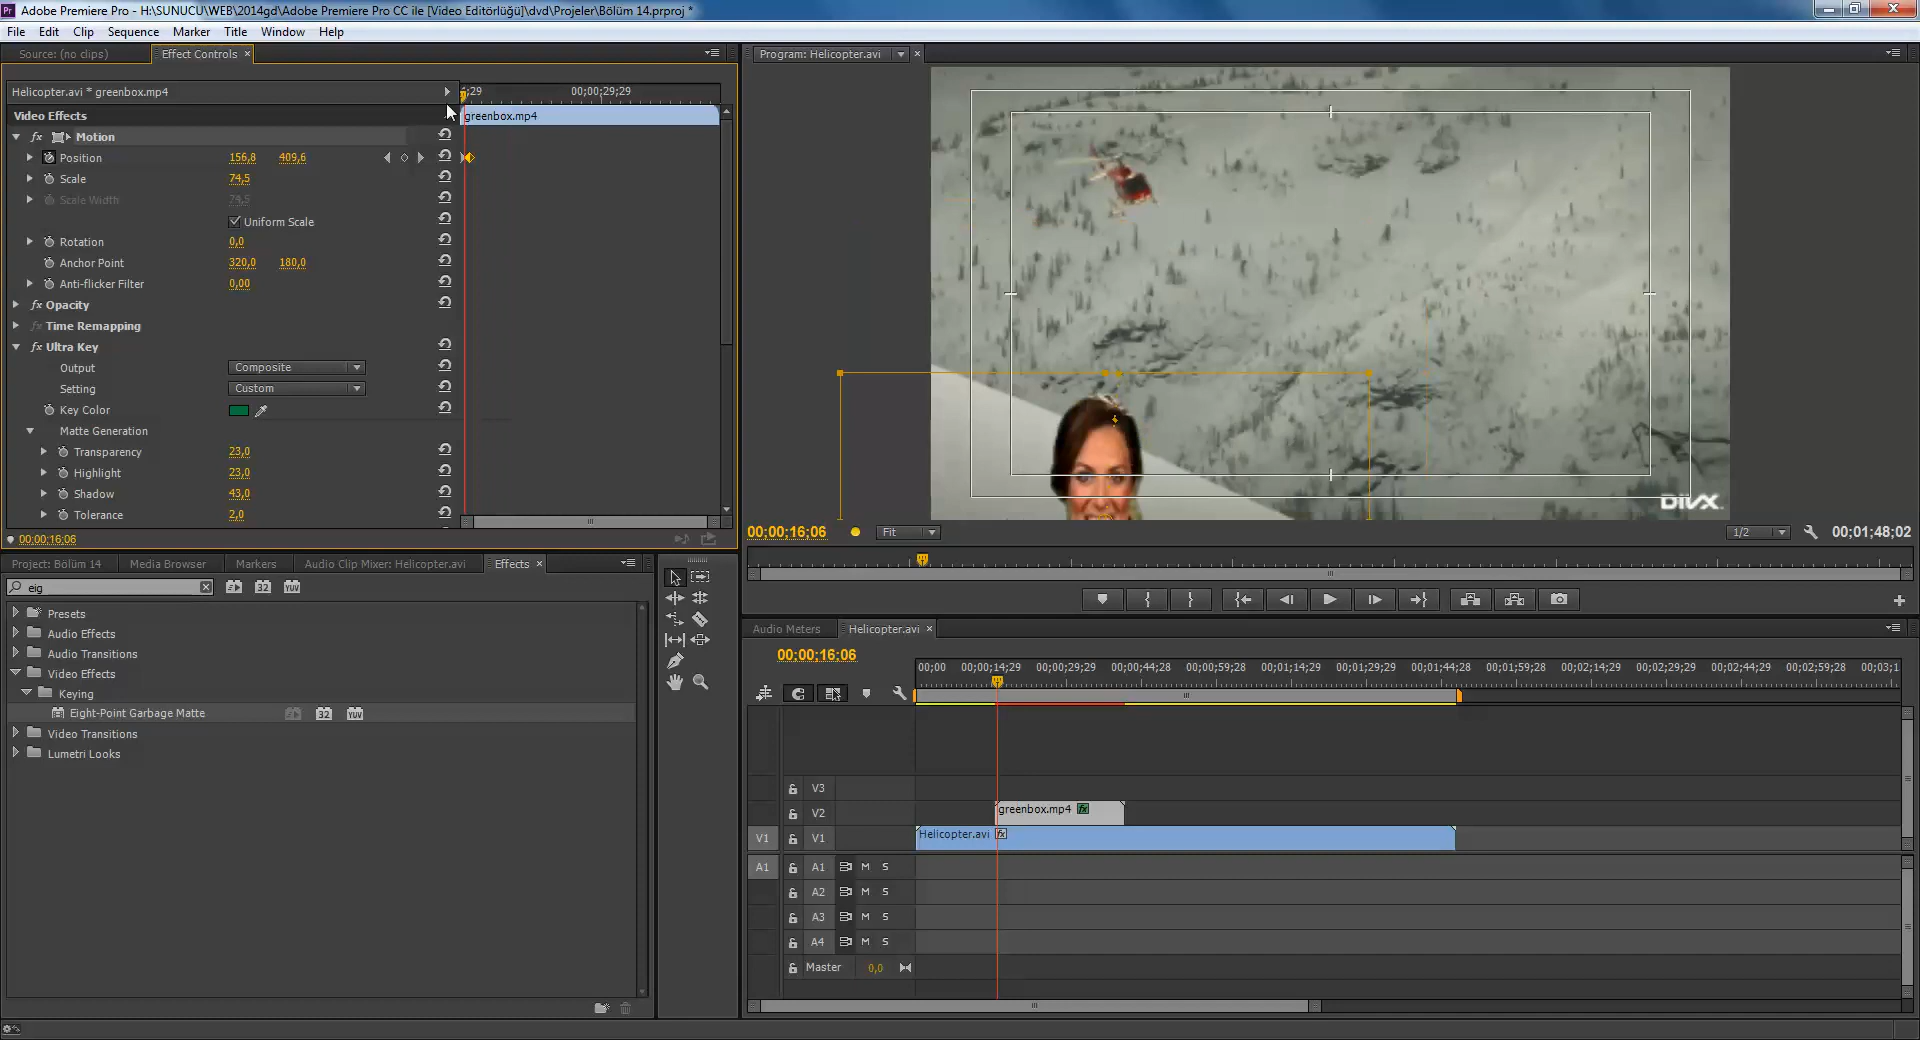 Adobe Premiere Pro - H:\SUNUCU\WEB\2014gd\Adobe Premiere Pro CC ile [Video Editörlüğü]\dvd\Projeler\Bölüm 14.prproj *
File Edit Clip Sequence Marker Title Window Help
Source: (no clips) Effect Controls
Program: Helicopter.avi
Helicopter.avi * greenbox.mp4
;29 00;00;29;29
Video Effects
greenbox.mp4
fx Motion
Position 156,8 409,6
Scale 74,5
Scale Width 74,5
Uniform Scale
Rotation 0,0
Anchor Point 320,0 180,0
Anti-flicker Filter 0,00
fx Opacity
fx Time Remapping
fx Ultra Key
Output Composite
Setting Custom
Key Color
Matte Generation
Transparency 23,0
Highlight 23,0
Shadow 43,0
Tolerance 2,0
00;00;16;06
DIVX
00;00;16;06 Fit 1/2 00;01;48;02
Project: Bölüm 14 Media Browser Markers Audio Clip Mixer: Helicopter.avi Effects
eig 32 YUV
Presets
Audio Effects
Audio Transitions
Video Effects
Keying
Eight-Point Garbage Matte 32 YUV
Video Transitions
Lumetri Looks
Audio Meters Helicopter.avi
00;00;16;06
00;00 00;00;14;29 00;00;29;29 00;00;44;28 00;00;59;28 00;01;14;29 00;01;29;29 00;01;44;28 00;01;59;28 00;02;14;29 00;02;29;29 00;02;44;29 00;02;59;28 00;03;1
V3
V2 greenbox.mp4 fx
V1 V1 Helicopter.avi fx
A1 A1 M S
A2 M S
A3 M S
A4 M S
Master 0,0